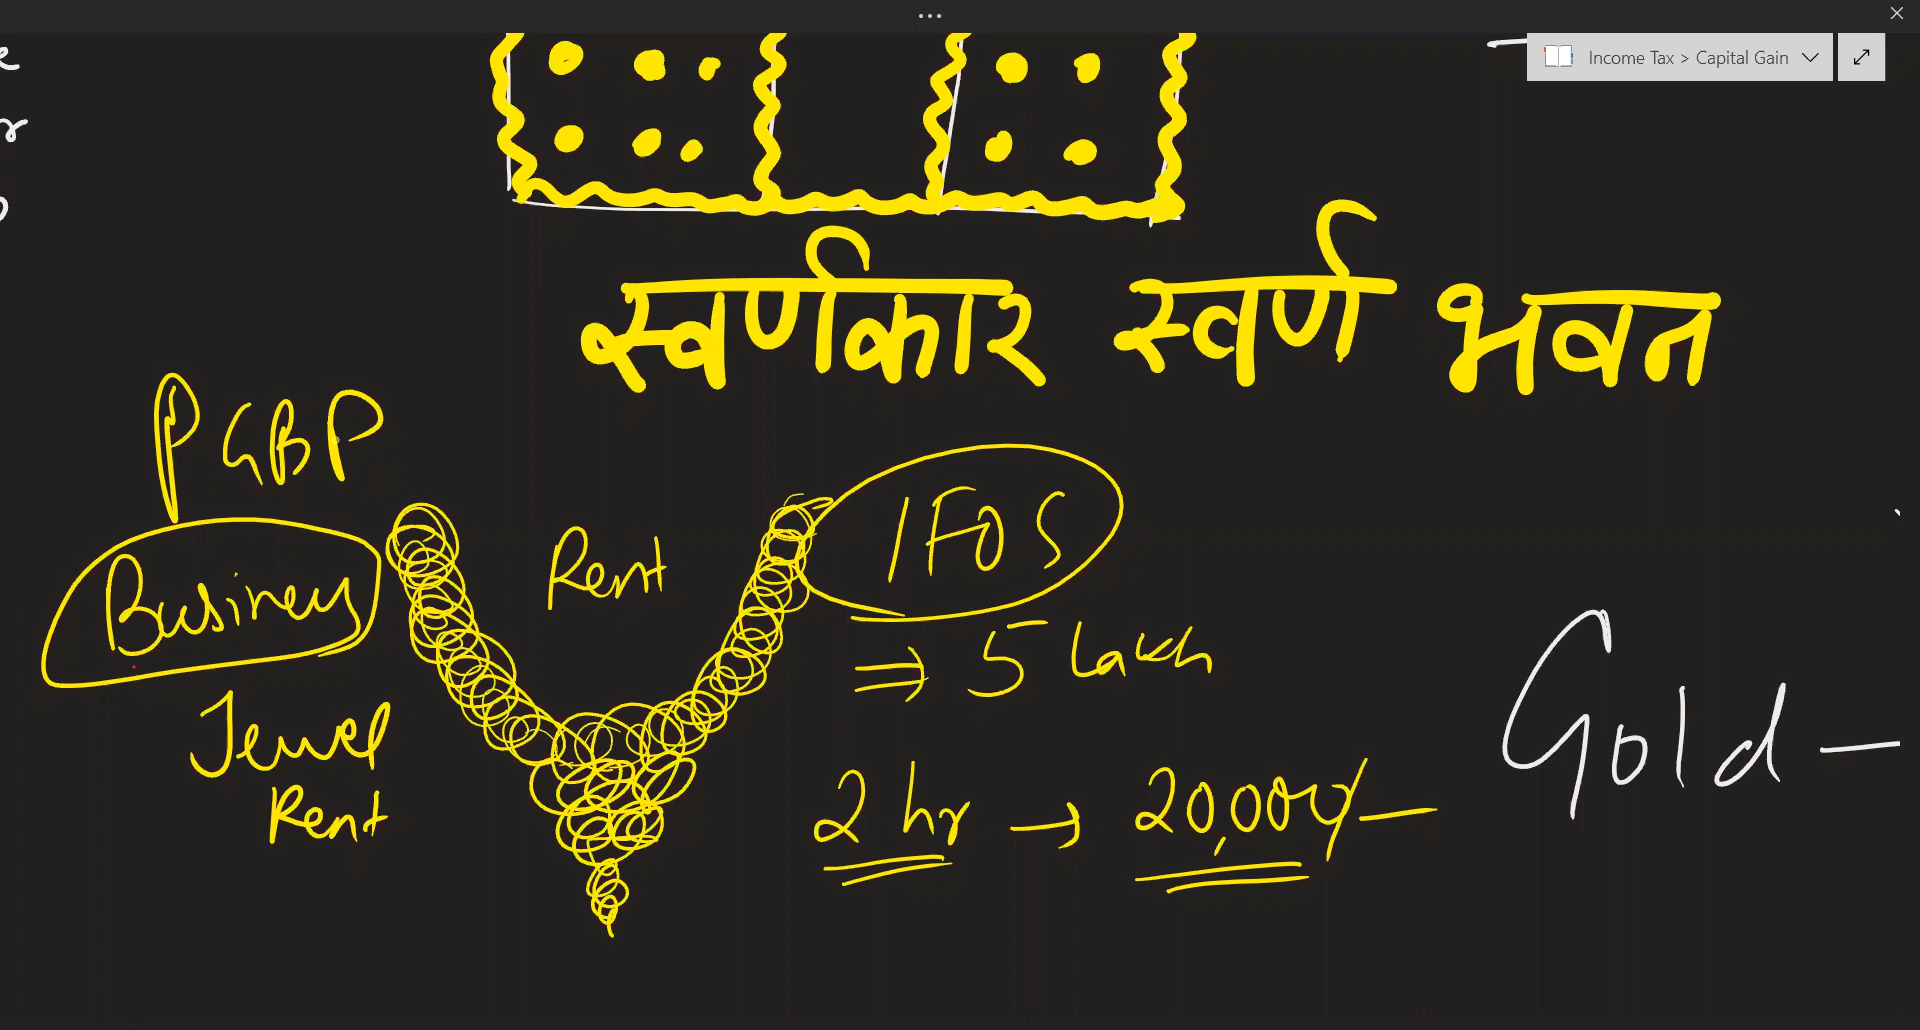 Income Tax > Capital Gain
स्वर्णकार स्वर्ण भवन
PGBP
Business
Rent
IFOS
⇒ 5 Lakh
Jewel
Rent
2 hr → 20,000/-
Gold -